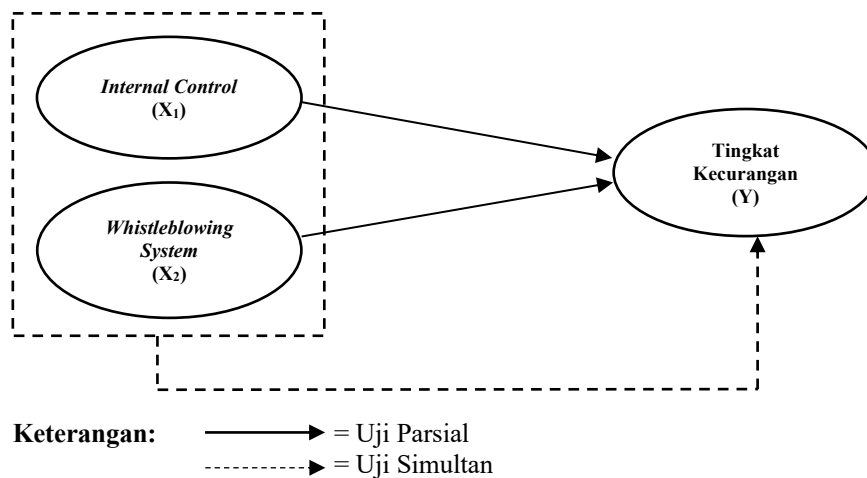 Internal Control
(X₁)
Whistleblowing
System
(X₂)
Tingkat
Kecurangan
(Y)
Keterangan:
= Uji Parsial
= Uji Simultan